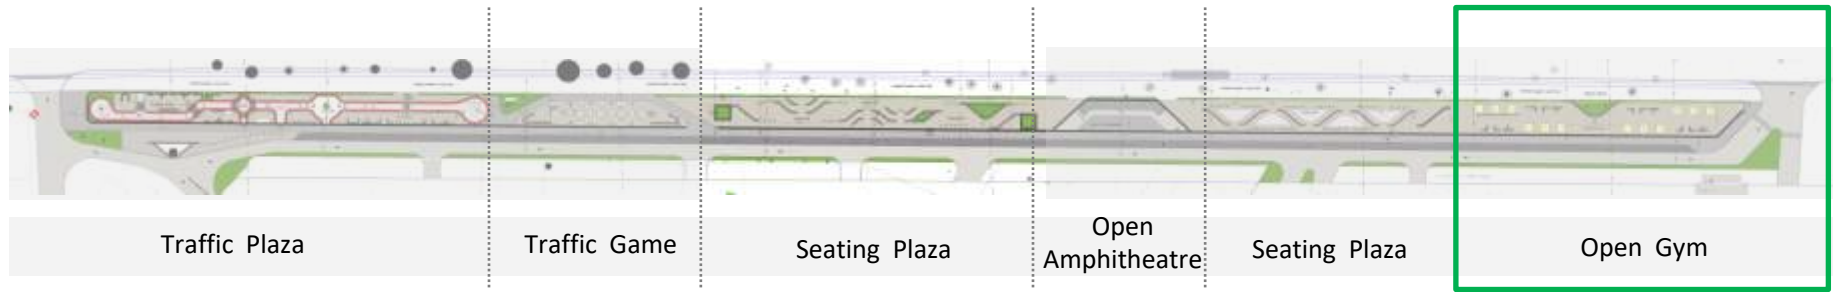 Traffic Plaza
Traffic Game
Seating Plaza
Open
Amphitheatre
Seating Plaza
Open Gym